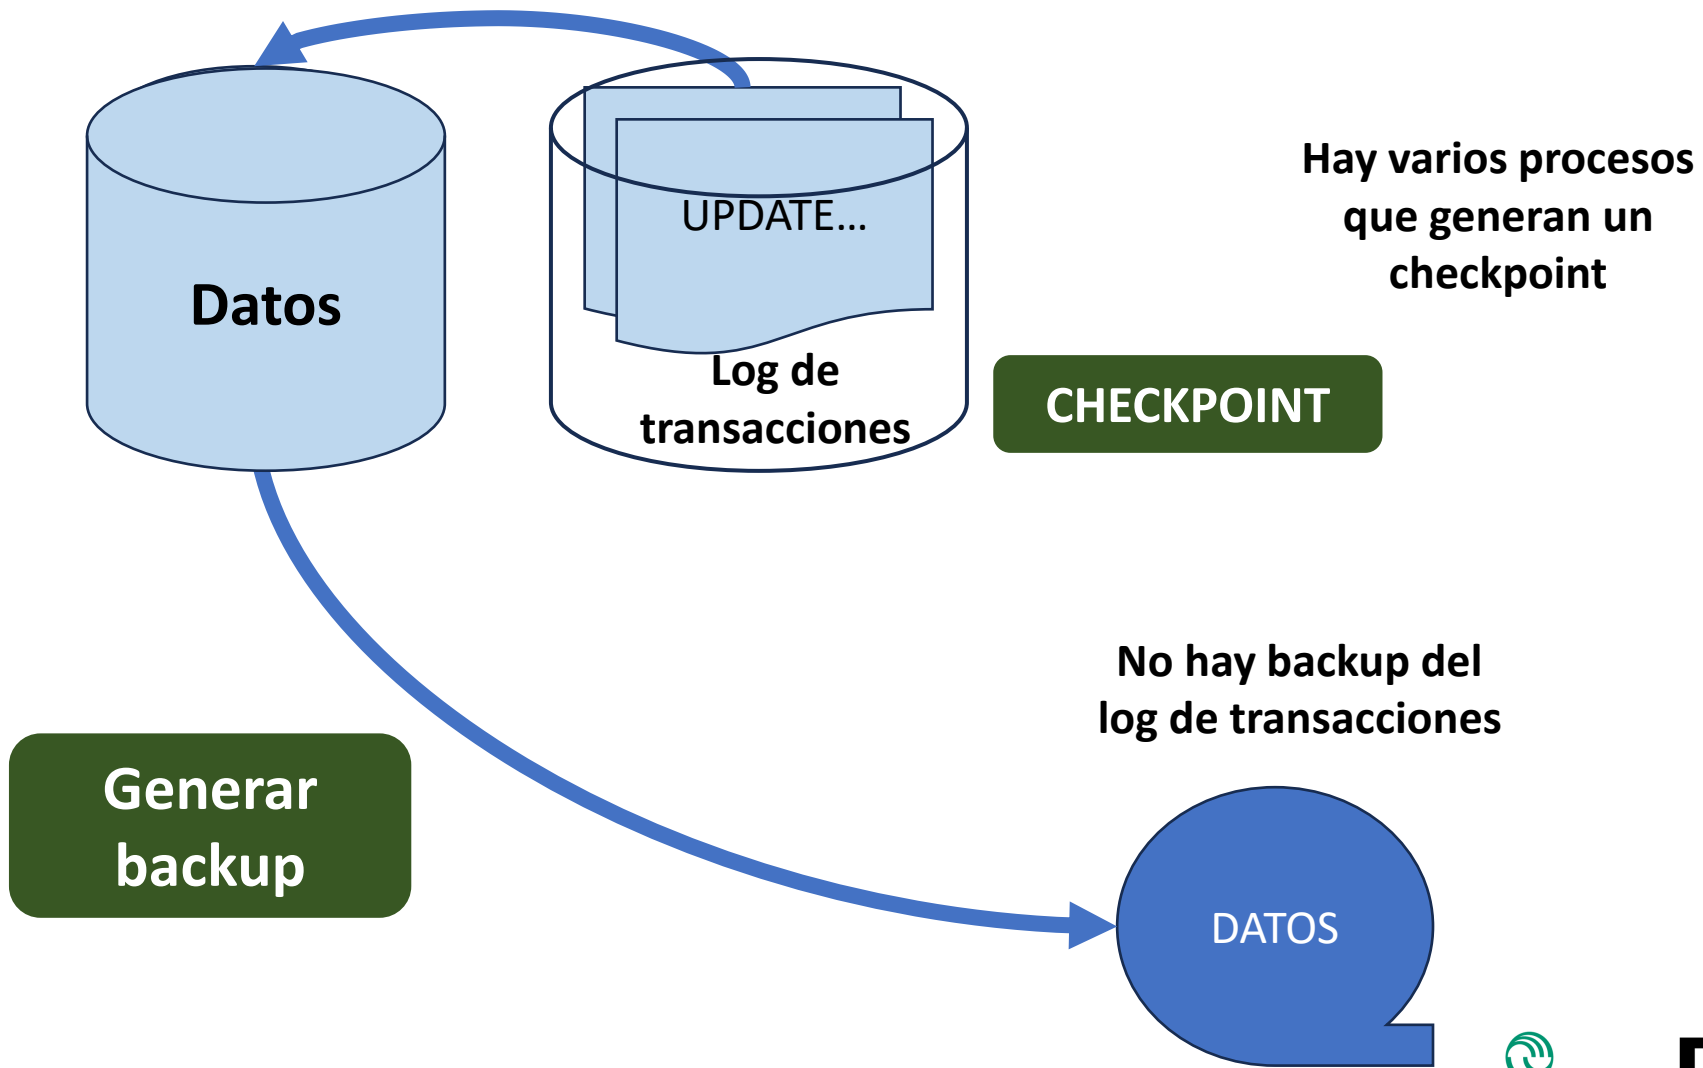 UPDATE...
Datos
Log de
transacciones
Hay varios procesos
que generan un
checkpoint
CHECKPOINT
No hay backup del
log de transacciones
Generar
backup
DATOS